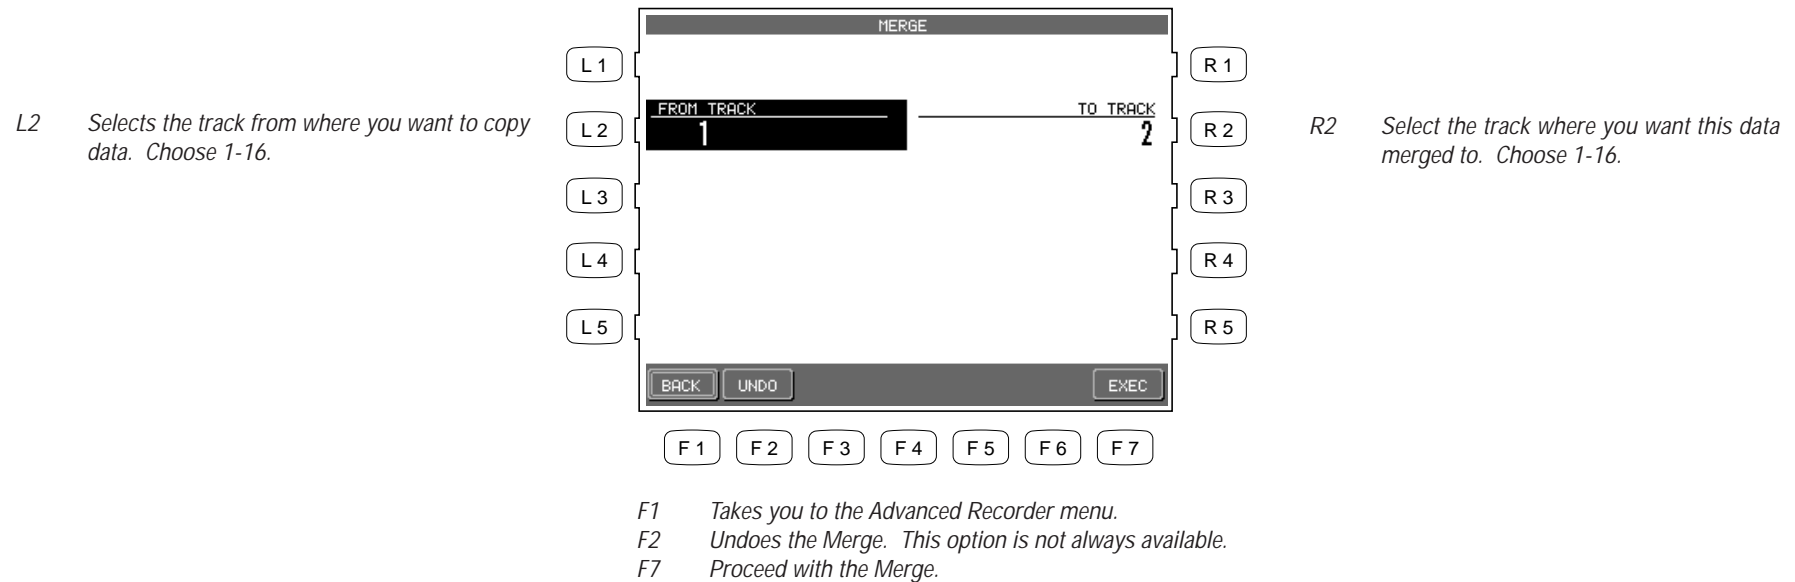 MERGE
L 1
R 1
L2 Selects the track from where you want to copy
data. Choose 1-16.
L 2
FROM TRACK
1
TO TRACK
2
R 2
R2 Select the track where you want this data
merged to. Choose 1-16.
L 3
R 3
L 4
R 4
L 5
R 5
BACK UNDO EXEC
F 1 F 2 F 3 F 4 F 5 F 6 F 7
F1 Takes you to the Advanced Recorder menu.
F2 Undoes the Merge. This option is not always available.
F7 Proceed with the Merge.